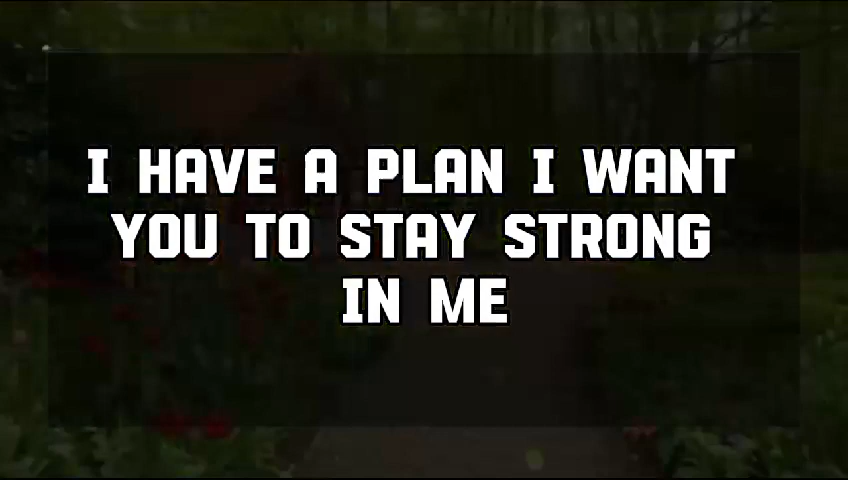 I HAVE A PLAN I WANT
YOU TO STAY STRONG
IN ME